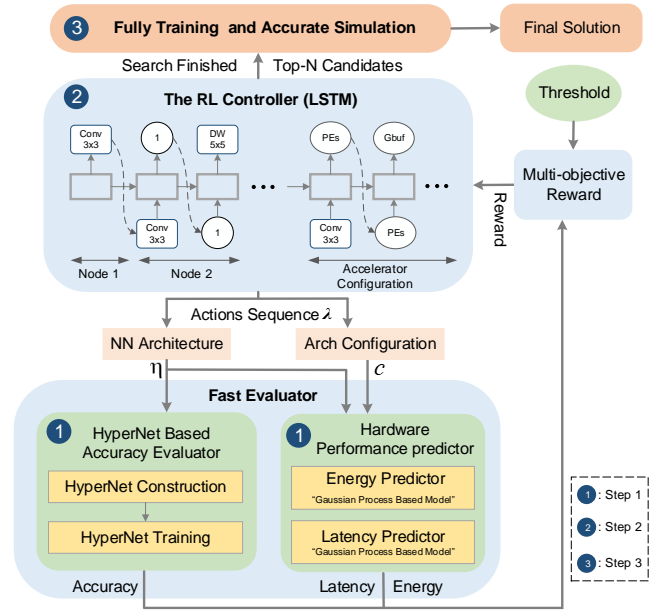 3
Fully Training and Accurate Simulation
Final Solution
Search Finished
Top-N Candidates
2
The RL Controller (LSTM)
Threshold
Conv
3x3
1
DW
5x5
PEs
Gbuf
Multi-objective
Reward
Reward
Conv
3x3
1
Conv
3x3
PEs
Node 1
Node 2
Accelerator
Configuration
Actions Sequence λ
NN Architecture
Arch Configuration
η
c
Fast Evaluator
1
HyperNet Based
Accuracy Evaluator
HyperNet Construction
HyperNet Training
1
Hardware
Performance predictor
Energy Predictor
"Gaussian Process Based Model"
Latency Predictor
"Gaussian Process Based Model"
1 : Step 1
2 : Step 2
3 : Step 3
Accuracy
Latency
Energy